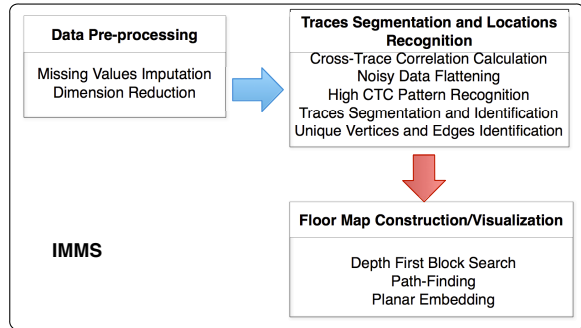 Data Pre-processing
Missing Values Imputation
Dimension Reduction
Traces Segmentation and Locations
Recognition
Cross-Trace Correlation Calculation
Noisy Data Flattening
High CTC Pattern Recognition
Traces Segmentation and Identification
Unique Vertices and Edges Identification
Floor Map Construction/Visualization
Depth First Block Search
Path-Finding
Planar Embedding
IMMS